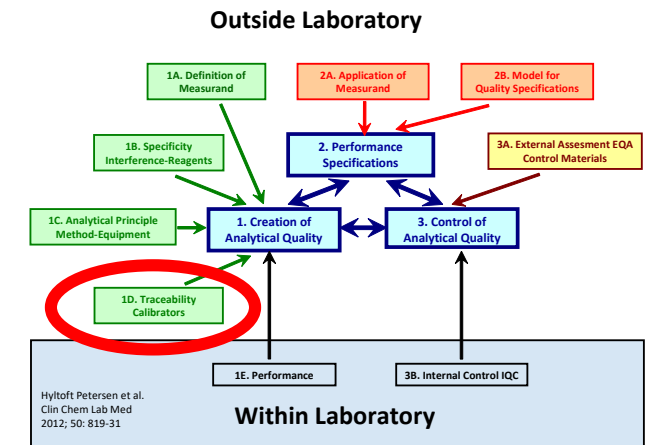 Outside Laboratory
1A. Definition of
Measurand
2A. Application of
Measurand
2B. Model for
Quality Specifications
1B. Specificity
Interference-Reagents
2. Performance
Specifications
3A. External Assesment EQA
Control Materials
1C. Analytical Principle
Method-Equipment
1. Creation of
Analytical Quality
3. Control of
Analytical Quality
1D. Traceability
Calibrators
1E. Performance
3B. Internal Control IQC
Hyltoft Petersen et al.
Clin Chem Lab Med
2012; 50: 819-31
Within Laboratory